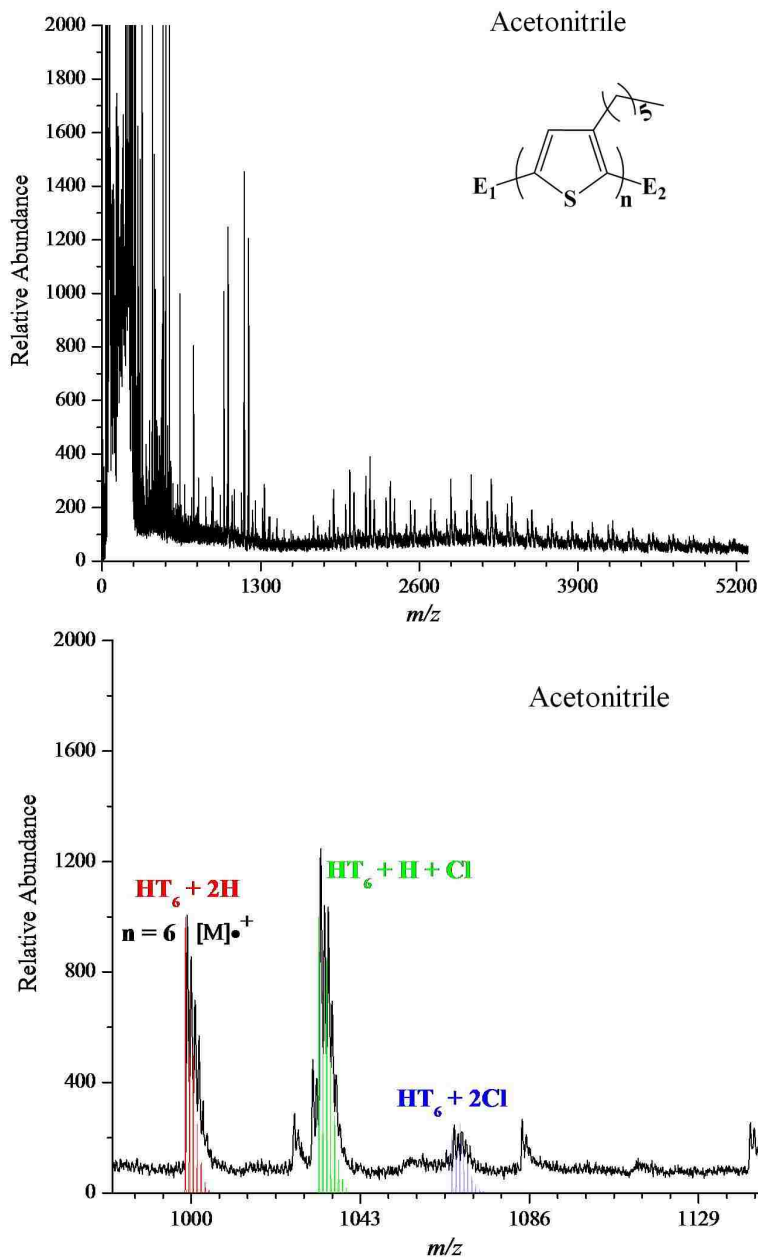 Acetonitrile
2000
1800
1600
1400
1200
1000
800
600
400
200
0
Relative Abundance
E1
S
n
E2
5
0
1300
2600
3900
5200
m/z
2000
1600
1200
800
400
0
Relative Abundance
Acetonitrile
HT6 + 2H
n = 6 [M]•+
HT6 + H + Cl
HT6 + 2Cl
1000
1043
1086
1129
m/z